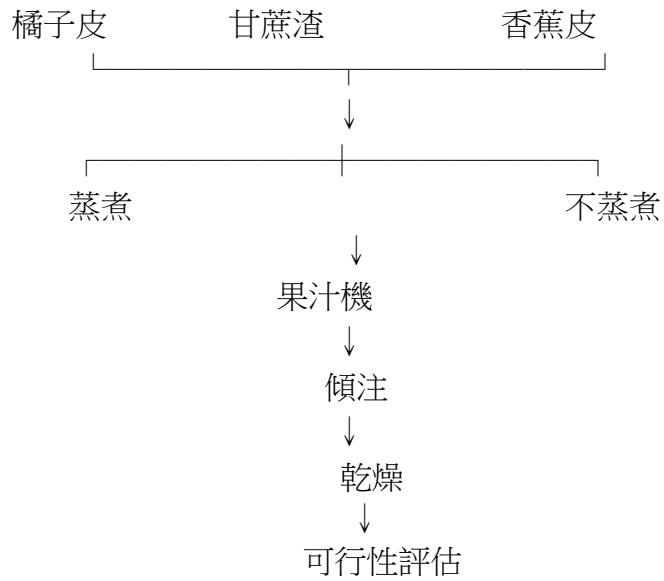 橘子皮 甘蔗渣 香蕉皮
蒸煮 不蒸煮
果汁機
傾注
乾燥
可行性評估